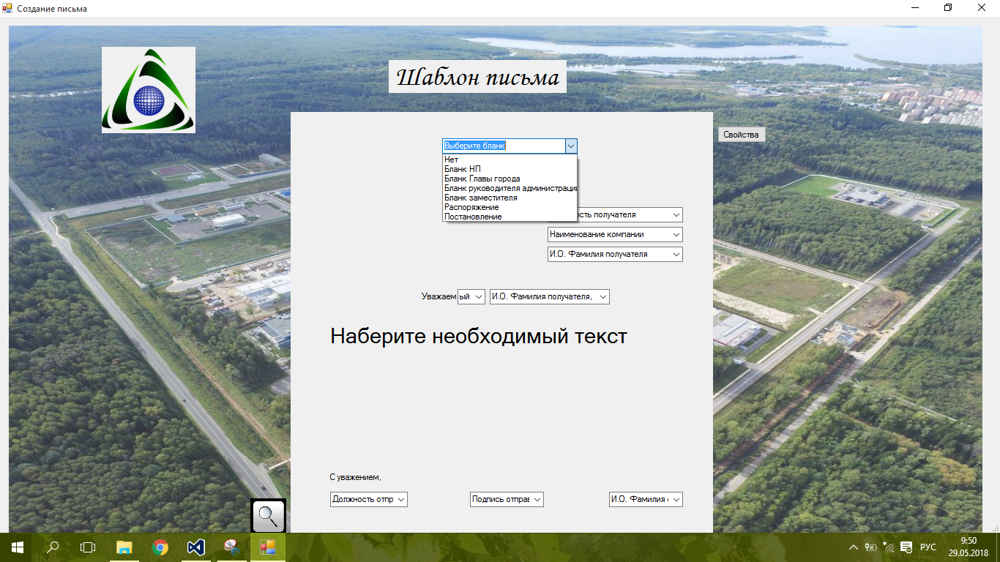 Создание письма
Шаблон письма
Свойства
Выберите бланк
Нет
Бланк НП
Бланк Главы города
Бланк руководителя администраци
Бланк заместителя
Распоряжение
Постановление
ость получателя
Наименование компании
И.О. Фамилия получателя
Уважаем ый И.О. Фамилия получателя,
Наберите необходимый текст
С уважением,
Должность отпр Подпись отправ И.О. Фамилия
РУС
9:50
29.05.2018